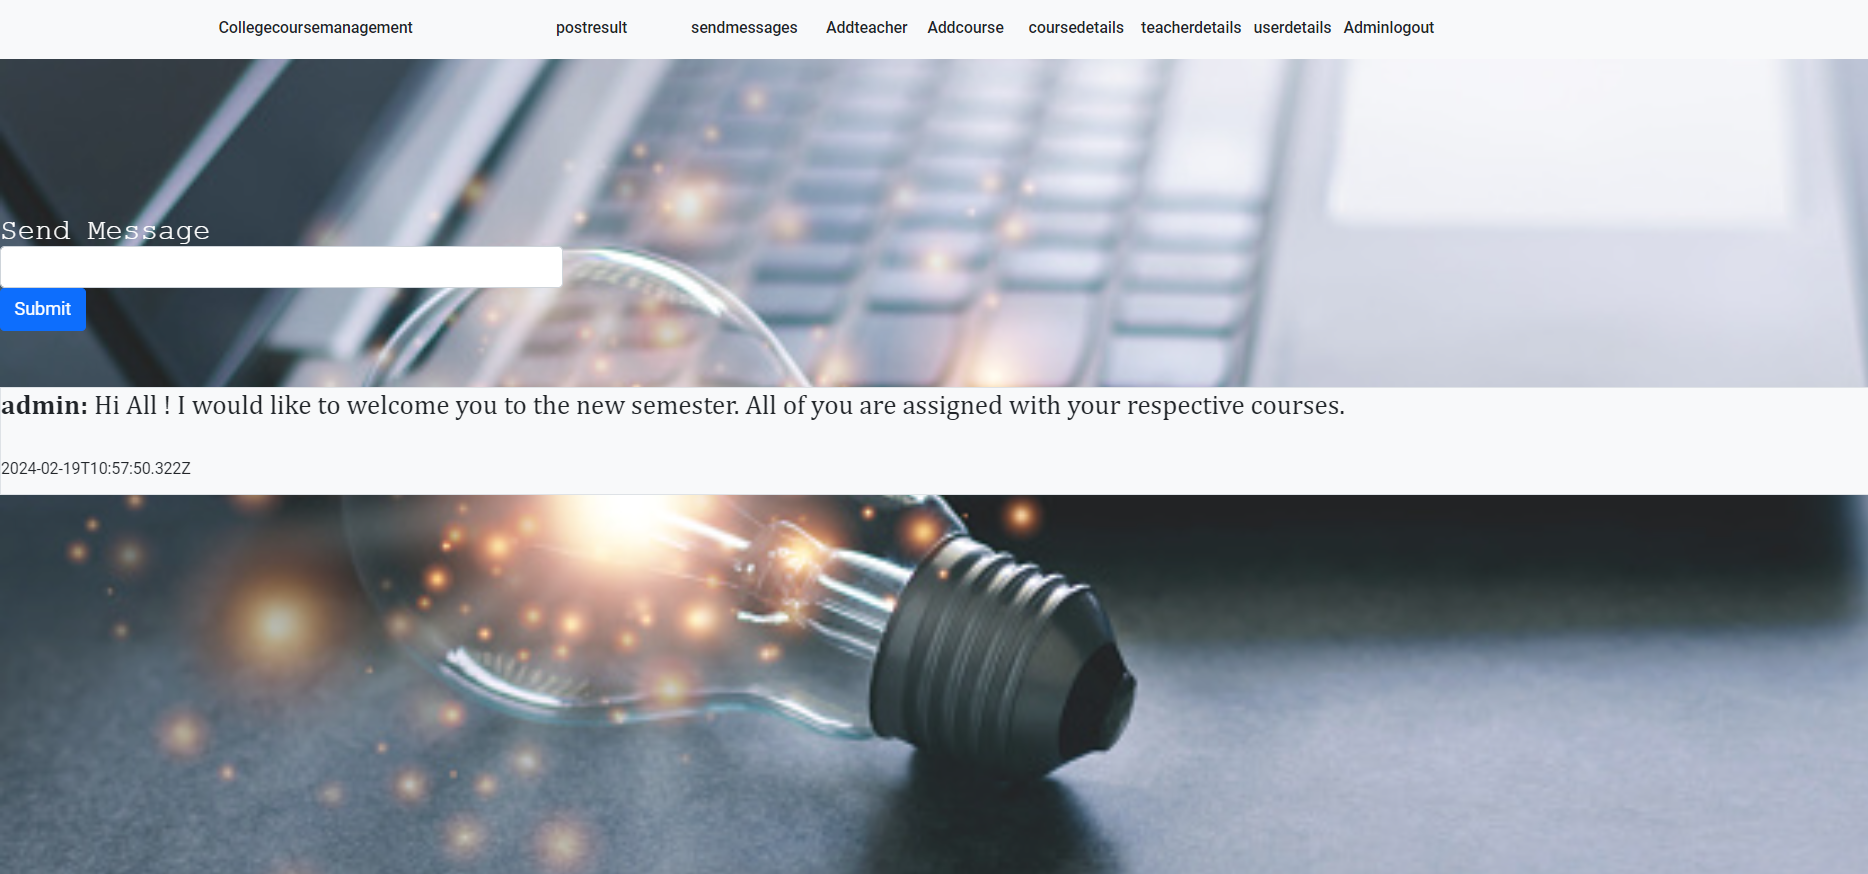 Collegecoursemanagement postresult sendmessages Addteacher Addcourse coursedetails teacherdetails userdetails Adminlogout
Send Message
Submit
admin: Hi All ! I would like to welcome you to the new semester. All of you are assigned with your respective courses.
2024-02-19T10:57:50.322Z